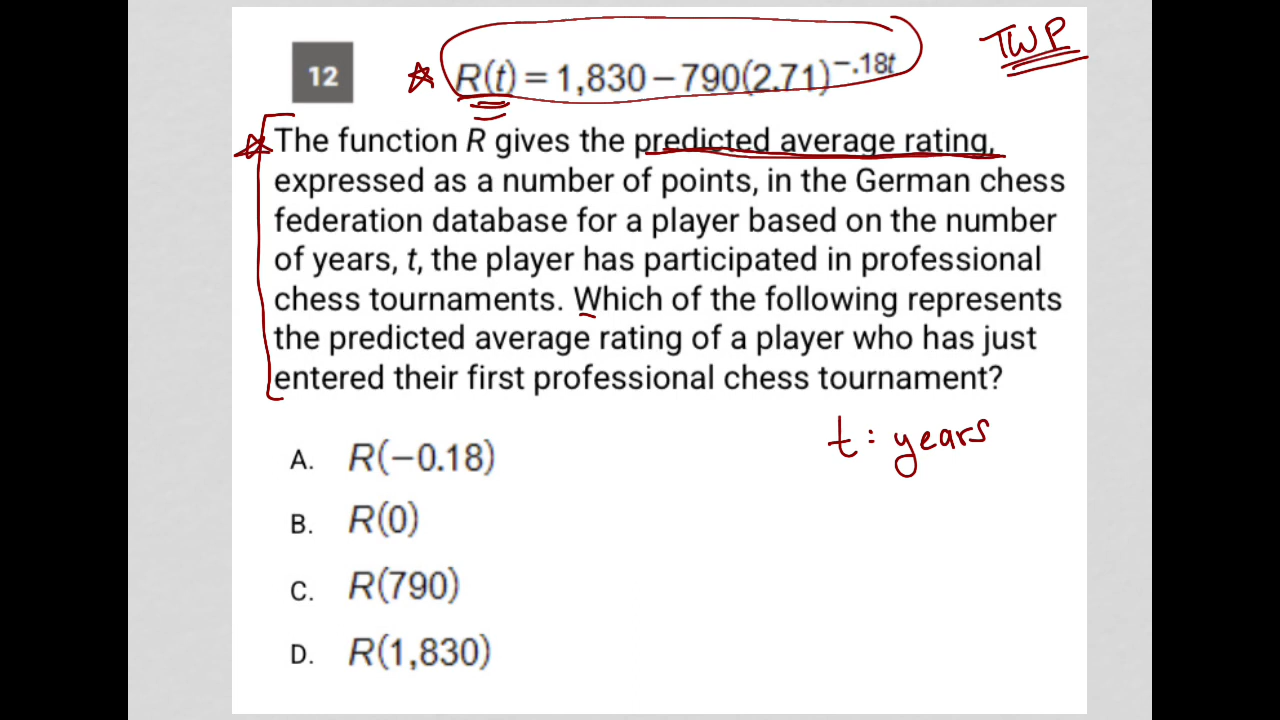 TWP
12
R(t) = 1,830 – 790(2.71)^–.18t
The function R gives the predicted average rating,
expressed as a number of points, in the German chess
federation database for a player based on the number
of years, t, the player has participated in professional
chess tournaments. Which of the following represents
the predicted average rating of a player who has just
entered their first professional chess tournament?
t: years
A. R(–0.18)
B. R(0)
C. R(790)
D. R(1,830)